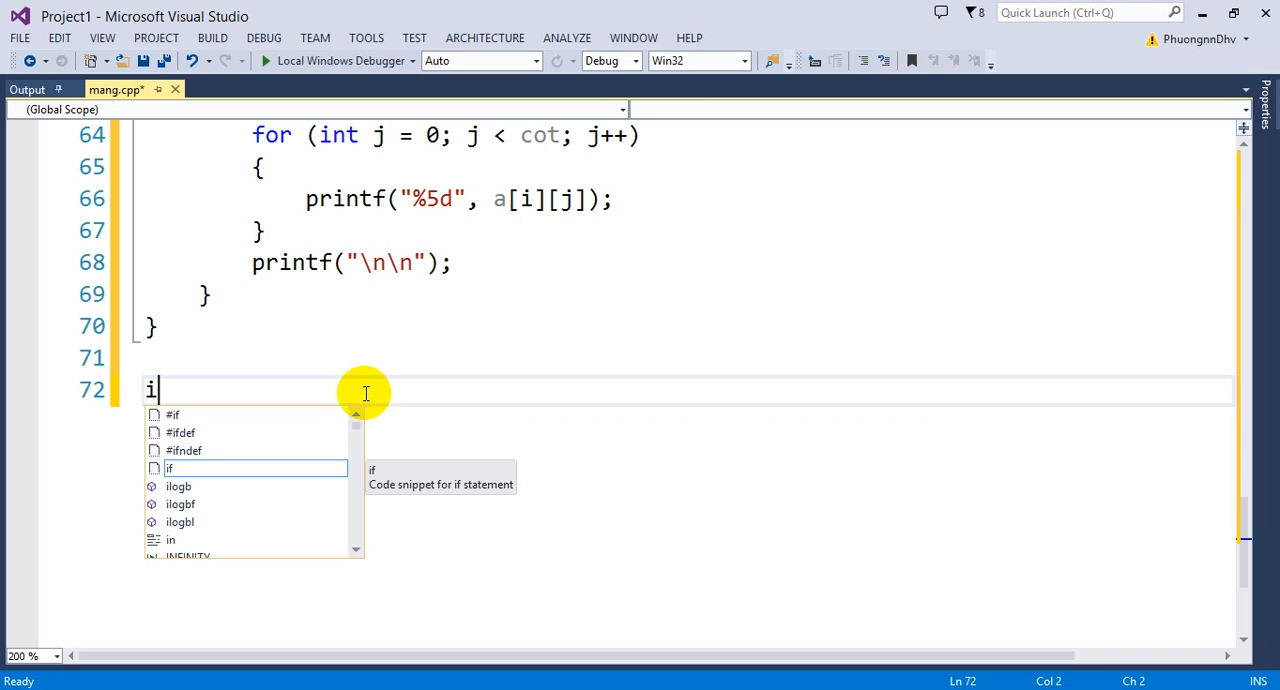 Project1 - Microsoft Visual Studio
8
Quick Launch (Ctrl+Q)
FILE EDIT VIEW PROJECT BUILD DEBUG TEAM TOOLS TEST ARCHITECTURE ANALYZE WINDOW HELP
PhuongnnDhv
Local Windows Debugger Auto Debug Win32
Output mang.cpp*
Properties
(Global Scope)
64 for (int j = 0; j < cot; j++)
65 {
66 printf("%5d", a[i][j]);
67 }
68 printf("\n\n");
69 }
70 }
71
72 i
#if
#ifdef
#ifndef
if
if
Code snippet for if statement
ilogb
ilogbf
ilogbl
in
INFINITY
200 %
Ready Ln 72 Col 2 Ch 2 INS